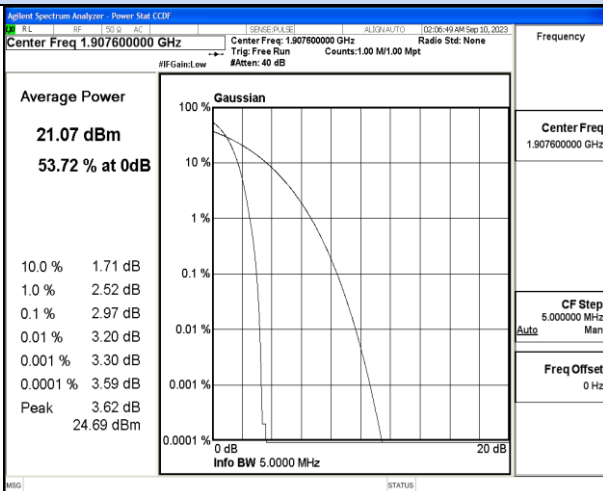 Agilent Spectrum Analyzer - Power Stat CCDF
RL RF 50 Ω AC SENSE:PULSE ALIGNAUTO 02:06:49 AM Sep 10, 2023
Center Freq 1.907600000 GHz
Center Freq: 1.907600000 GHz Radio Std: None
Trig: Free Run Counts:1.00 M/1.00 Mpt
#IFGain:Low #Atten: 40 dB
Frequency
Average Power
21.07 dBm
53.72 % at 0dB
10.0 % 1.71 dB
1.0 % 2.52 dB
0.1 % 2.97 dB
0.01 % 3.20 dB
0.001 % 3.30 dB
0.0001 % 3.59 dB
Peak 3.62 dB
24.69 dBm
Gaussian
100 %
10 %
1 %
0.1 %
0.01 %
0.001 %
0.0001 %
0 dB 20 dB
Info BW 5.0000 MHz
Center Freq
1.907600000 GHz
CF Step
5.000000 MHz
Auto Man
Freq Offset
0 Hz
MSG STATUS